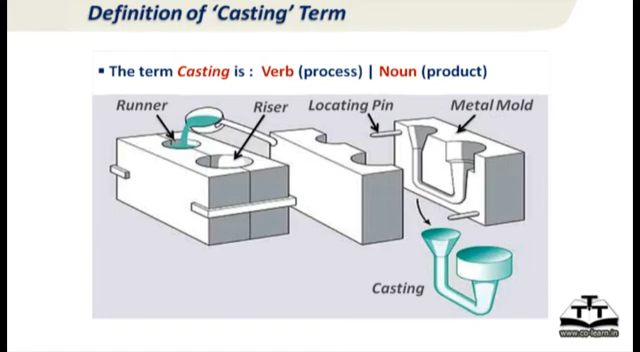 Definition of ‘Casting’ Term
▪ The term Casting is : Verb (process) | Noun (product)
Runner Riser Locating Pin Metal Mold
Casting
TTT
www.co-learn.in